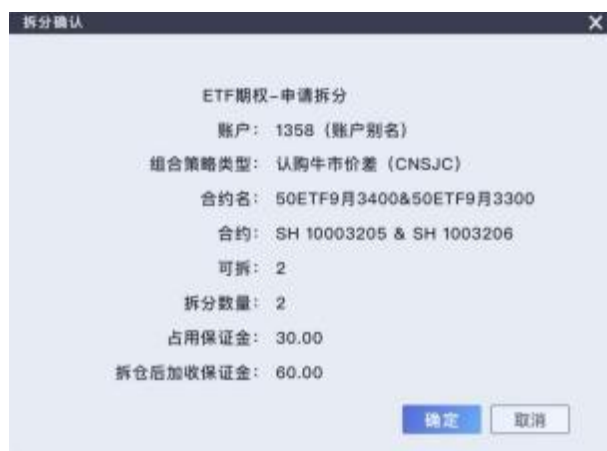 拆分确认
ETF期权-申请拆分
账户： 1358（账户别名）
组合策略类型： 认购牛市价差（CNSJC）
合约名： 50ETF9月3400&50ETF9月3300
合约： SH 10003205 & SH 1003206
可拆： 2
拆分数量： 2
占用保证金： 30.00
拆仓后加收保证金： 60.00
确定 取消